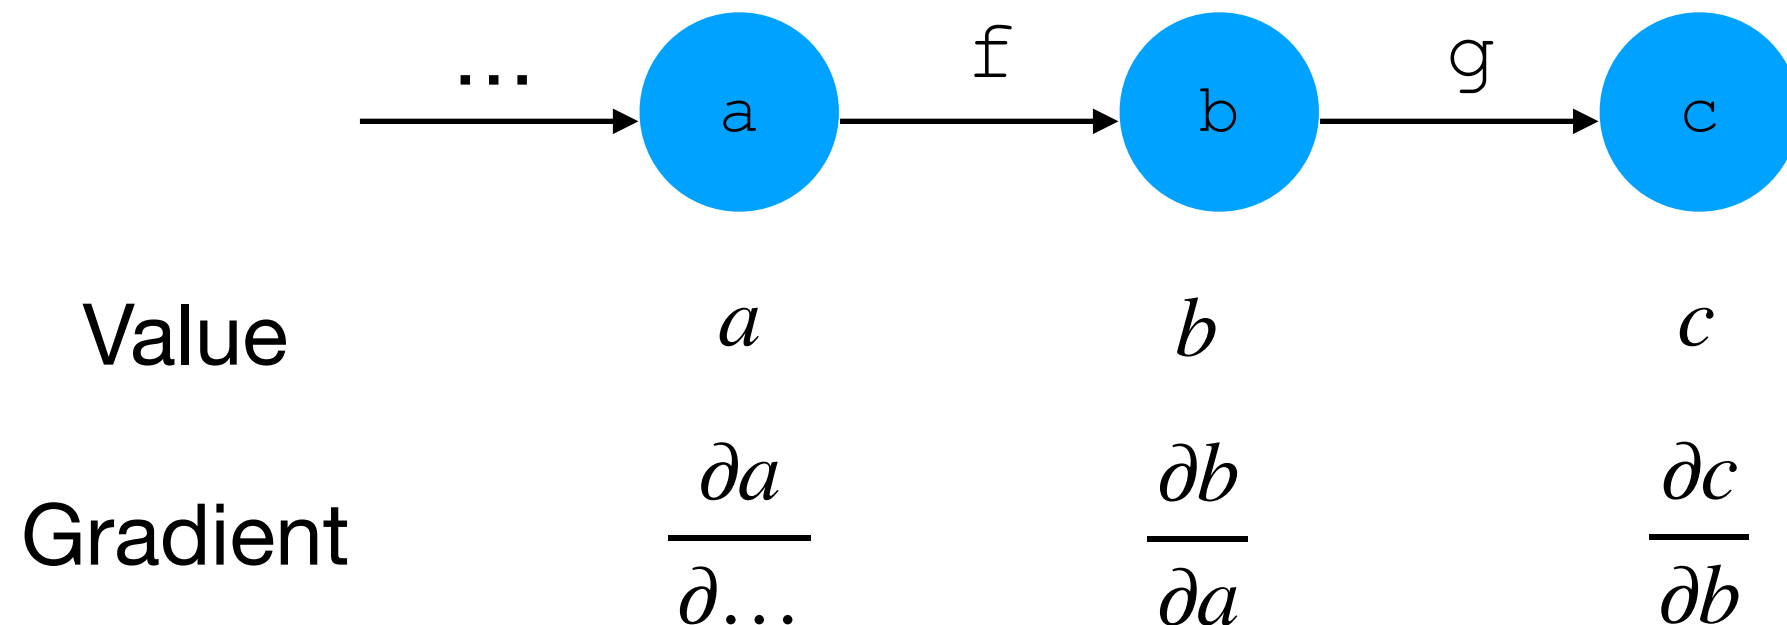 ... f g
a b c
Value a b c
Gradient ∂a/∂… ∂b/∂a ∂c/∂b